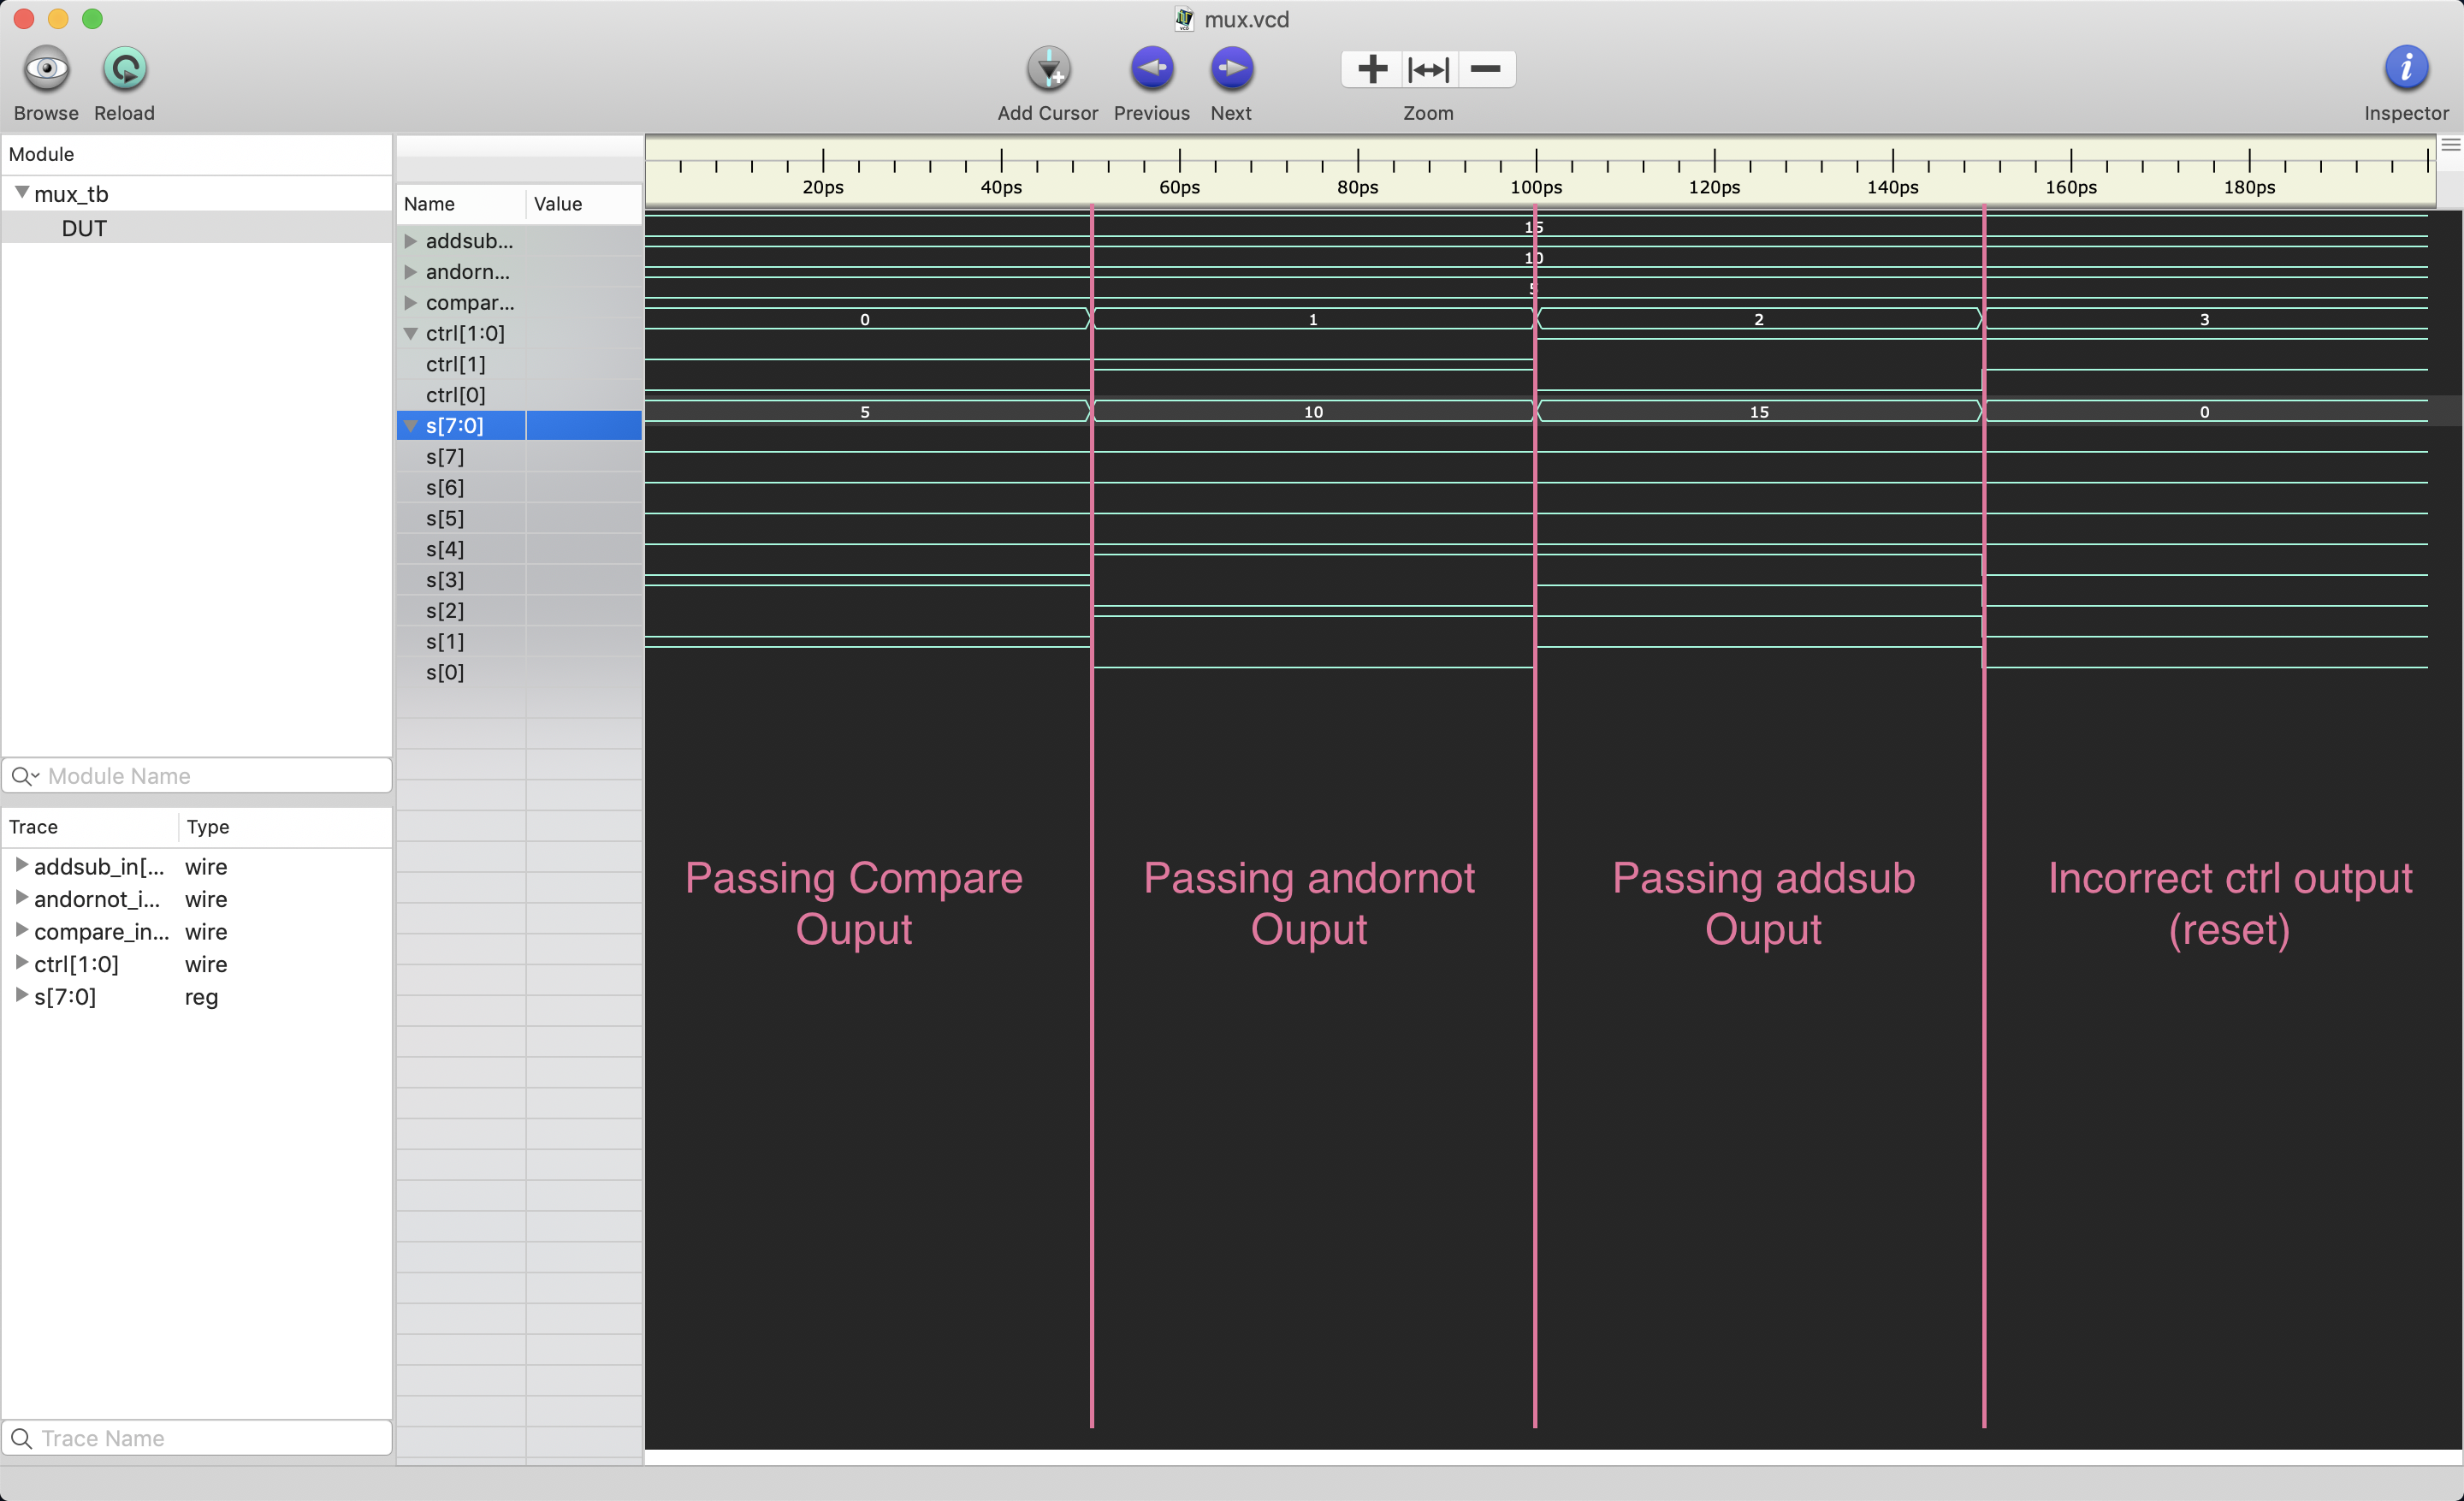 mux.vcd
Browse Reload Add Cursor Previous Next Zoom Inspector
Module
mux_tb
DUT
Module Name
Trace Type
addsub_in[... wire
andornot_i... wire
compare_in... wire
ctrl[1:0] wire
s[7:0] reg
Trace Name
Name Value
addsub...
andorn...
compar...
ctrl[1:0]
ctrl[1]
ctrl[0]
s[7:0]
s[7]
s[6]
s[5]
s[4]
s[3]
s[2]
s[1]
s[0]
20ps 40ps 60ps 80ps 100ps 120ps 140ps 160ps 180ps
15
10
5
0 1 2 3
5 10 15 0
Passing Compare
Ouput
Passing andornot
Ouput
Passing addsub
Ouput
Incorrect ctrl output
(reset)